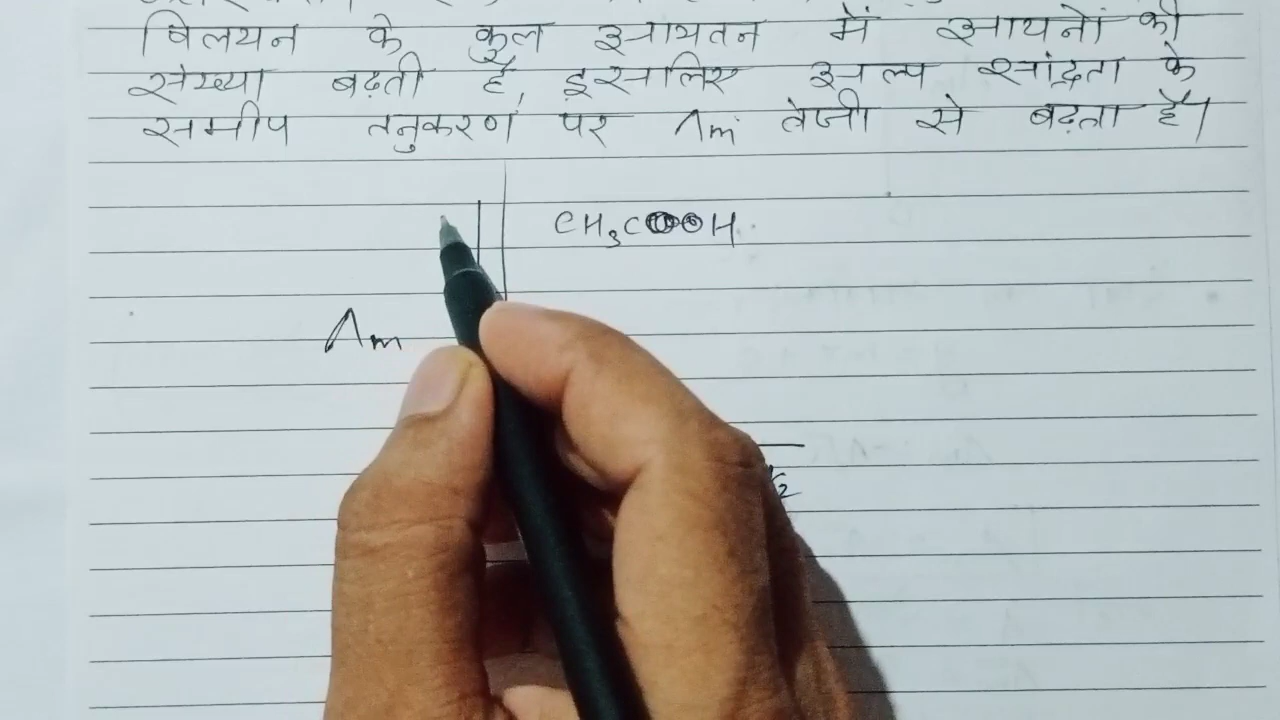 विलयन के कुल आयतन में आयनों की
संख्या बढ़ती है, इसलिए अल्प सांद्रता के
समीप तनुकरण पर Λm तेजी से बढ़ता है।
CH₃COOH
Λm